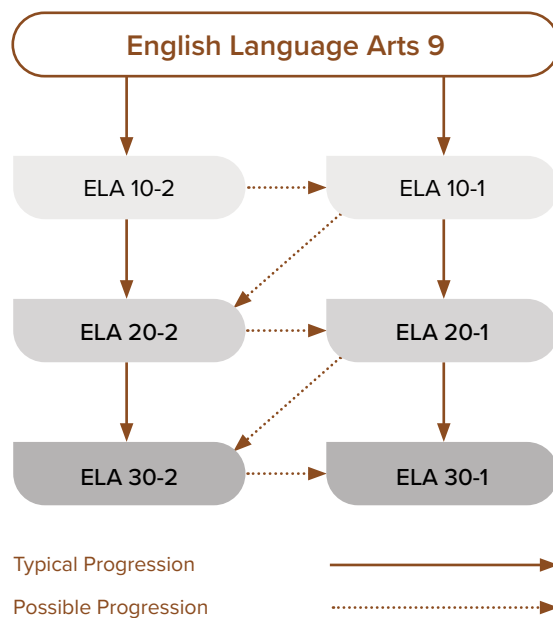 English Language Arts 9
ELA 10-2
ELA 10-1
ELA 20-2
ELA 20-1
ELA 30-2
ELA 30-1
Typical Progression
Possible Progression